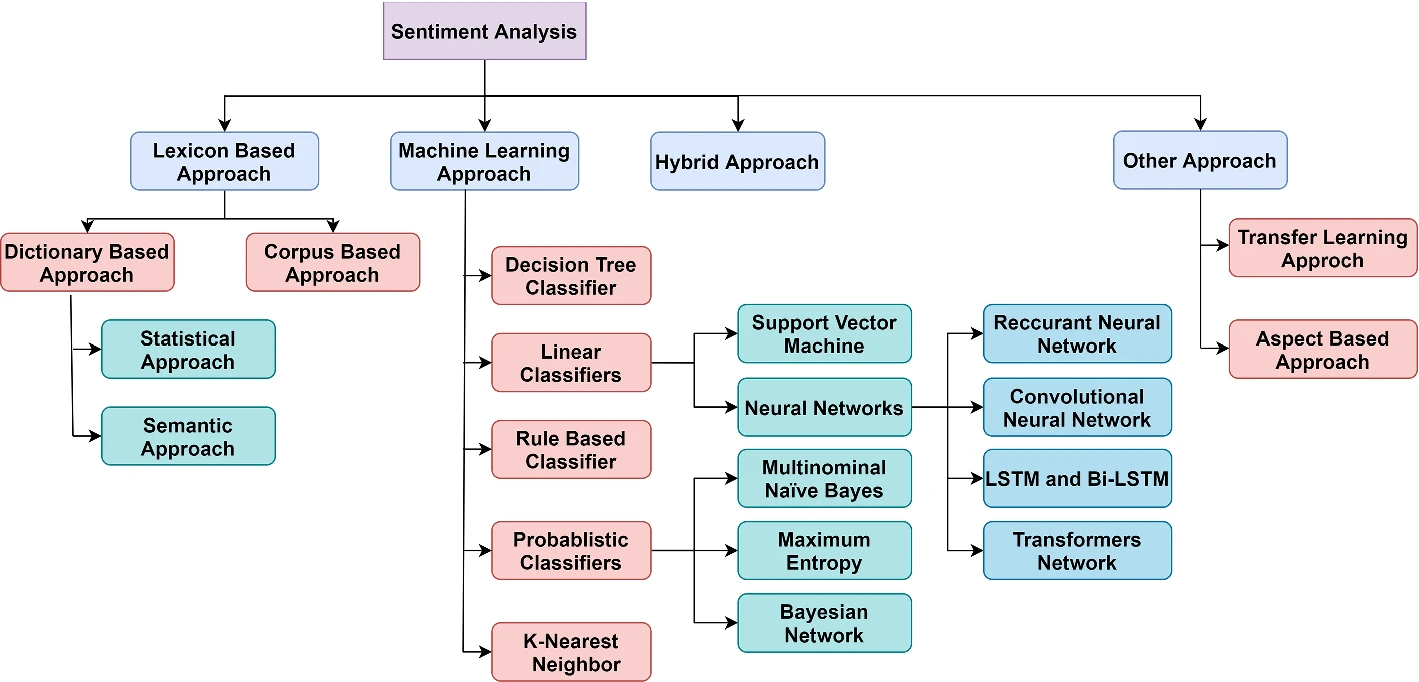 Sentiment Analysis
Lexicon Based
Approach
Machine Learning
Approach
Hybrid Approach
Other Approach
Dictionary Based
Approach
Corpus Based
Approach
Statistical
Approach
Semantic
Approach
Decision Tree
Classifier
Linear
Classifiers
Rule Based
Classifier
Probablistic
Classifiers
K-Nearest
Neighbor
Support Vector
Machine
Neural Networks
Multinominal
Naïve Bayes
Maximum
Entropy
Bayesian
Network
Reccurant Neural
Network
Convolutional
Neural Network
LSTM and Bi-LSTM
Transformers
Network
Transfer Learning
Approch
Aspect Based
Approach